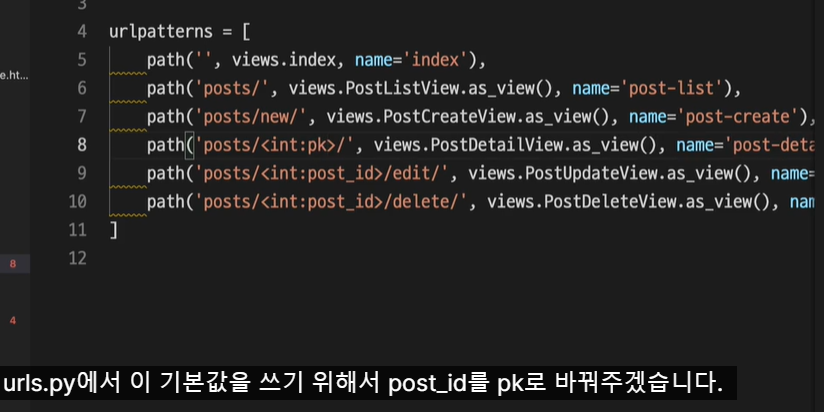 3
4 urlpatterns = [
5 path('', views.index, name='index'),
6 path('posts/', views.PostListView.as_view(), name='post-list'),
7 path('posts/new/', views.PostCreateView.as_view(), name='post-create'),
8 path('posts/<int:pk>/', views.PostDetailView.as_view(), name='post-deta
e.ht...
9 path('posts/<int:post_id>/edit/', views.PostUpdateView.as_view(), name=
10 path('posts/<int:post_id>/delete/', views.PostDeleteView.as_view(), nam
11 ]
12
8
4
urls.py에서 이 기본값을 쓰기 위해서 post_id를 pk로 바꿔주겠습니다.